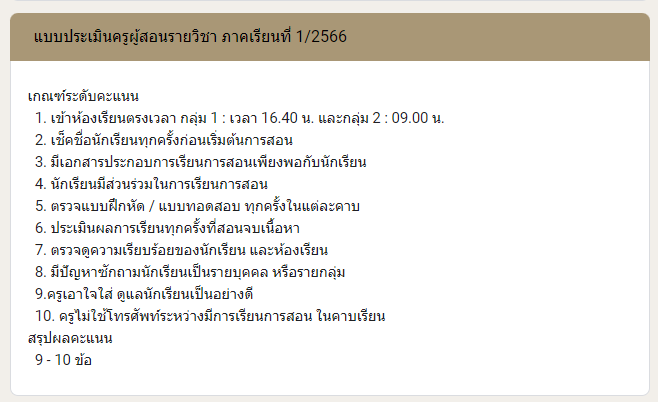 แบบประเมินครูผู้สอนรายวิชา ภาคเรียนที่ 1/2566
เกณฑ์ระดับคะแนน
1. เข้าห้องเรียนตรงเวลา กลุ่ม 1 : เวลา 16.40 น. และกลุ่ม 2 : 09.00 น.
2. เช็คชื่อนักเรียนทุกครั้งก่อนเริ่มต้นการสอน
3. มีเอกสารประกอบการเรียนการสอนเพียงพอกับนักเรียน
4. นักเรียนมีส่วนร่วมในการเรียนการสอน
5. ตรวจแบบฝึกหัด / แบบทอดสอบ ทุกครั้งในแต่ละคาบ
6. ประเมินผลการเรียนทุกครั้งที่สอนจบเนื้อหา
7. ตรวจดูความเรียบร้อยของนักเรียน และห้องเรียน
8. มีปัญหาซักถามนักเรียนเป็นรายบุคคล หรือรายกลุ่ม
9.ครูเอาใจใส่ ดูแลนักเรียนเป็นอย่างดี
10. ครูไม่ใช้โทรศัพท์ระหว่างมีการเรียนการสอน ในคาบเรียน
สรุปผลคะแนน
9 - 10 ข้อ